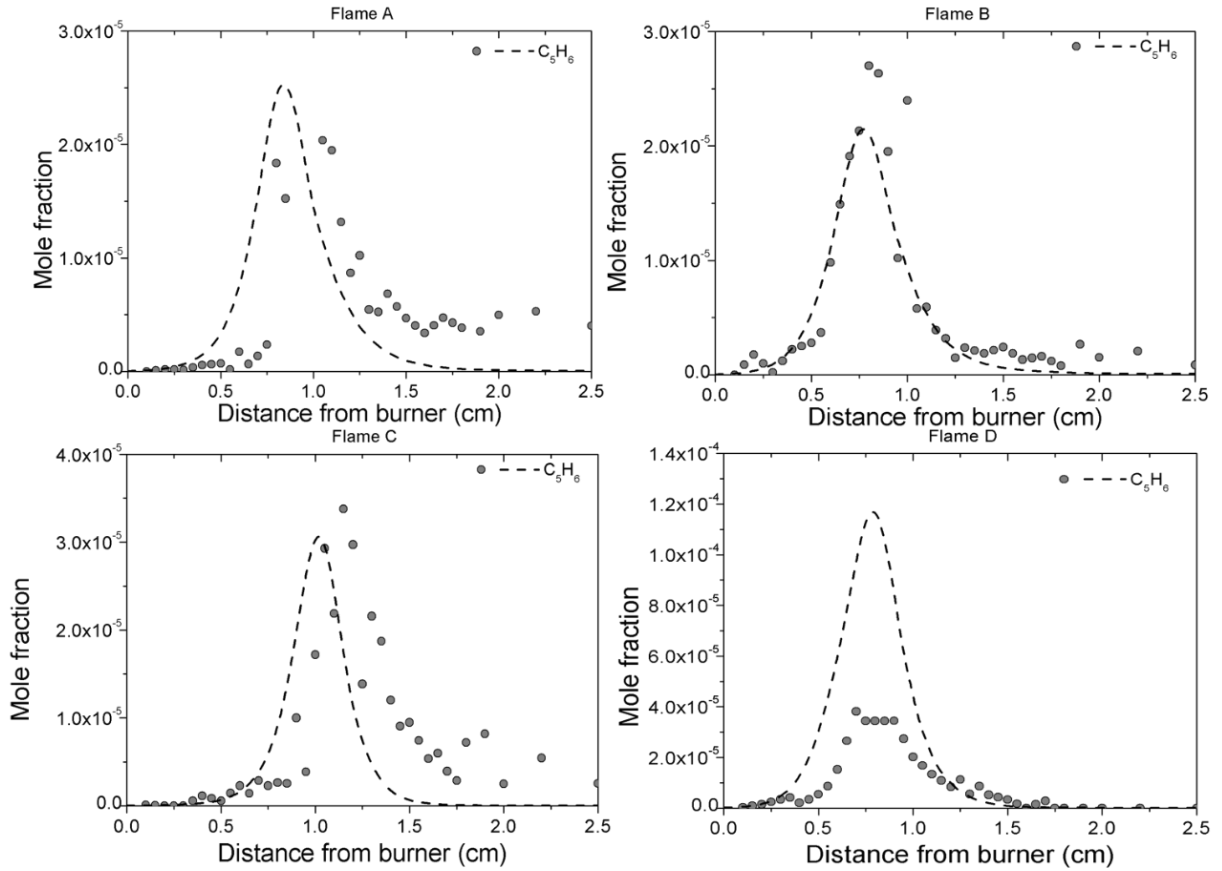 Flame A
3.0x10⁻⁵
2.0x10⁻⁵
1.0x10⁻⁵
0.0
Mole fraction
C₅H₆
0.0 0.5 1.0 1.5 2.0 2.5
Distance from burner (cm)
Flame B
3.0x10⁻⁵
2.0x10⁻⁵
1.0x10⁻⁵
0.0
Mole fraction
C₅H₆
0.0 0.5 1.0 1.5 2.0 2.5
Distance from burner (cm)
Flame C
4.0x10⁻⁵
3.0x10⁻⁵
2.0x10⁻⁵
1.0x10⁻⁵
0.0
Mole fraction
C₅H₆
0.0 0.5 1.0 1.5 2.0 2.5
Distance from burner (cm)
Flame D
1.4x10⁻⁴
1.2x10⁻⁴
1.0x10⁻⁴
8.0x10⁻⁵
6.0x10⁻⁵
4.0x10⁻⁵
2.0x10⁻⁵
0.0
Mole fraction
C₅H₆
0.0 0.5 1.0 1.5 2.0 2.5
Distance from burner (cm)